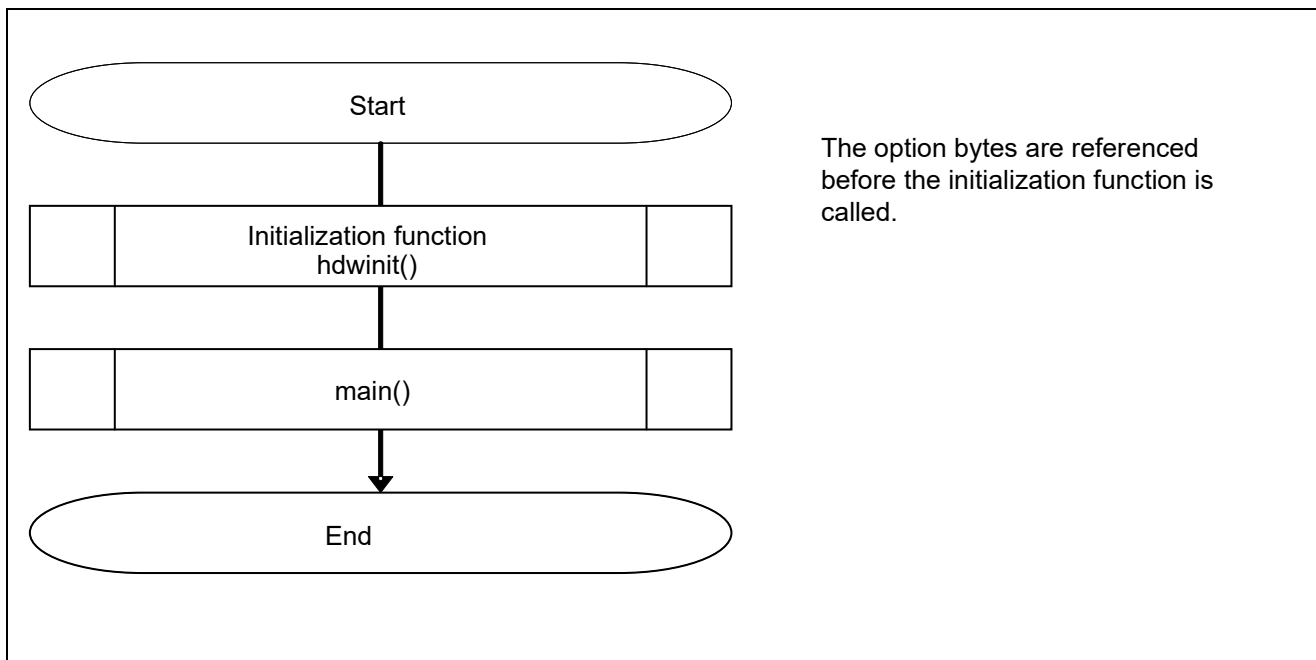 Start
The option bytes are referenced
before the initialization function is
called.
Initialization function
hdwinit()
main()
End